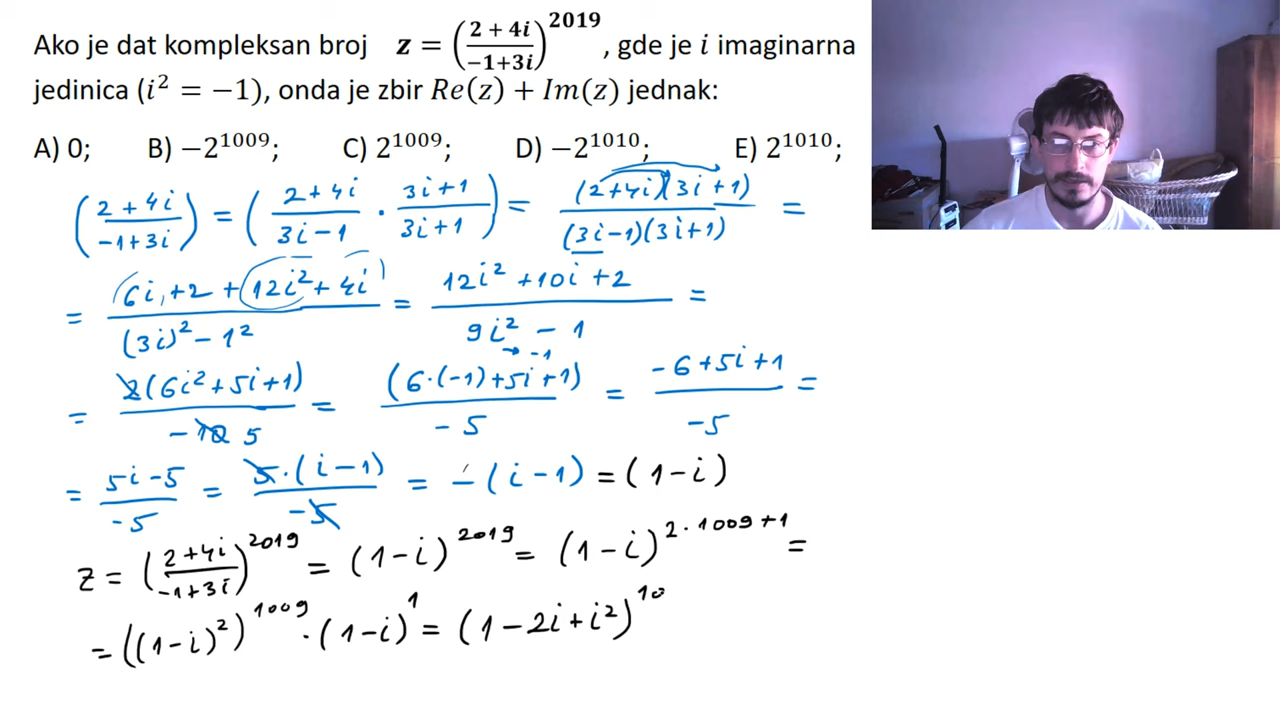 Ako je dat kompleksan broj z = ((2 + 4i)/(−1+3i))^2019, gde je i imaginarna
jedinica (i² = −1), onda je zbir Re(z) + Im(z) jednak:
A) 0; B) −2^1009; C) 2^1009; D) −2^1010; E) 2^1010;
((2+4i)/(-1+3i)) = ((2+4i)/(3i-1) · (3i+1)/(3i+1)) = ((2+4i)(3i+1))/((3i-1)(3i+1)) =
= (6i+2+12i²+4i)/((3i)²-1²) = (12i²+10i+2)/(9i²-1) =
→ -1
= 2(6i²+5i+1)/(-10 5) = (6·(-1)+5i+1)/(-5) = (-6+5i+1)/(-5) =
= (5i-5)/(-5) = 5·(i-1)/(-5) = -(i-1) = (1-i)
z = ((2+4i)/(-1+3i))^2019 = (1-i)^2019 = (1-i)^(2·1009+1) =
= ((1-i)²)^1009 · (1-i)^1 = (1-2i+i²)^10